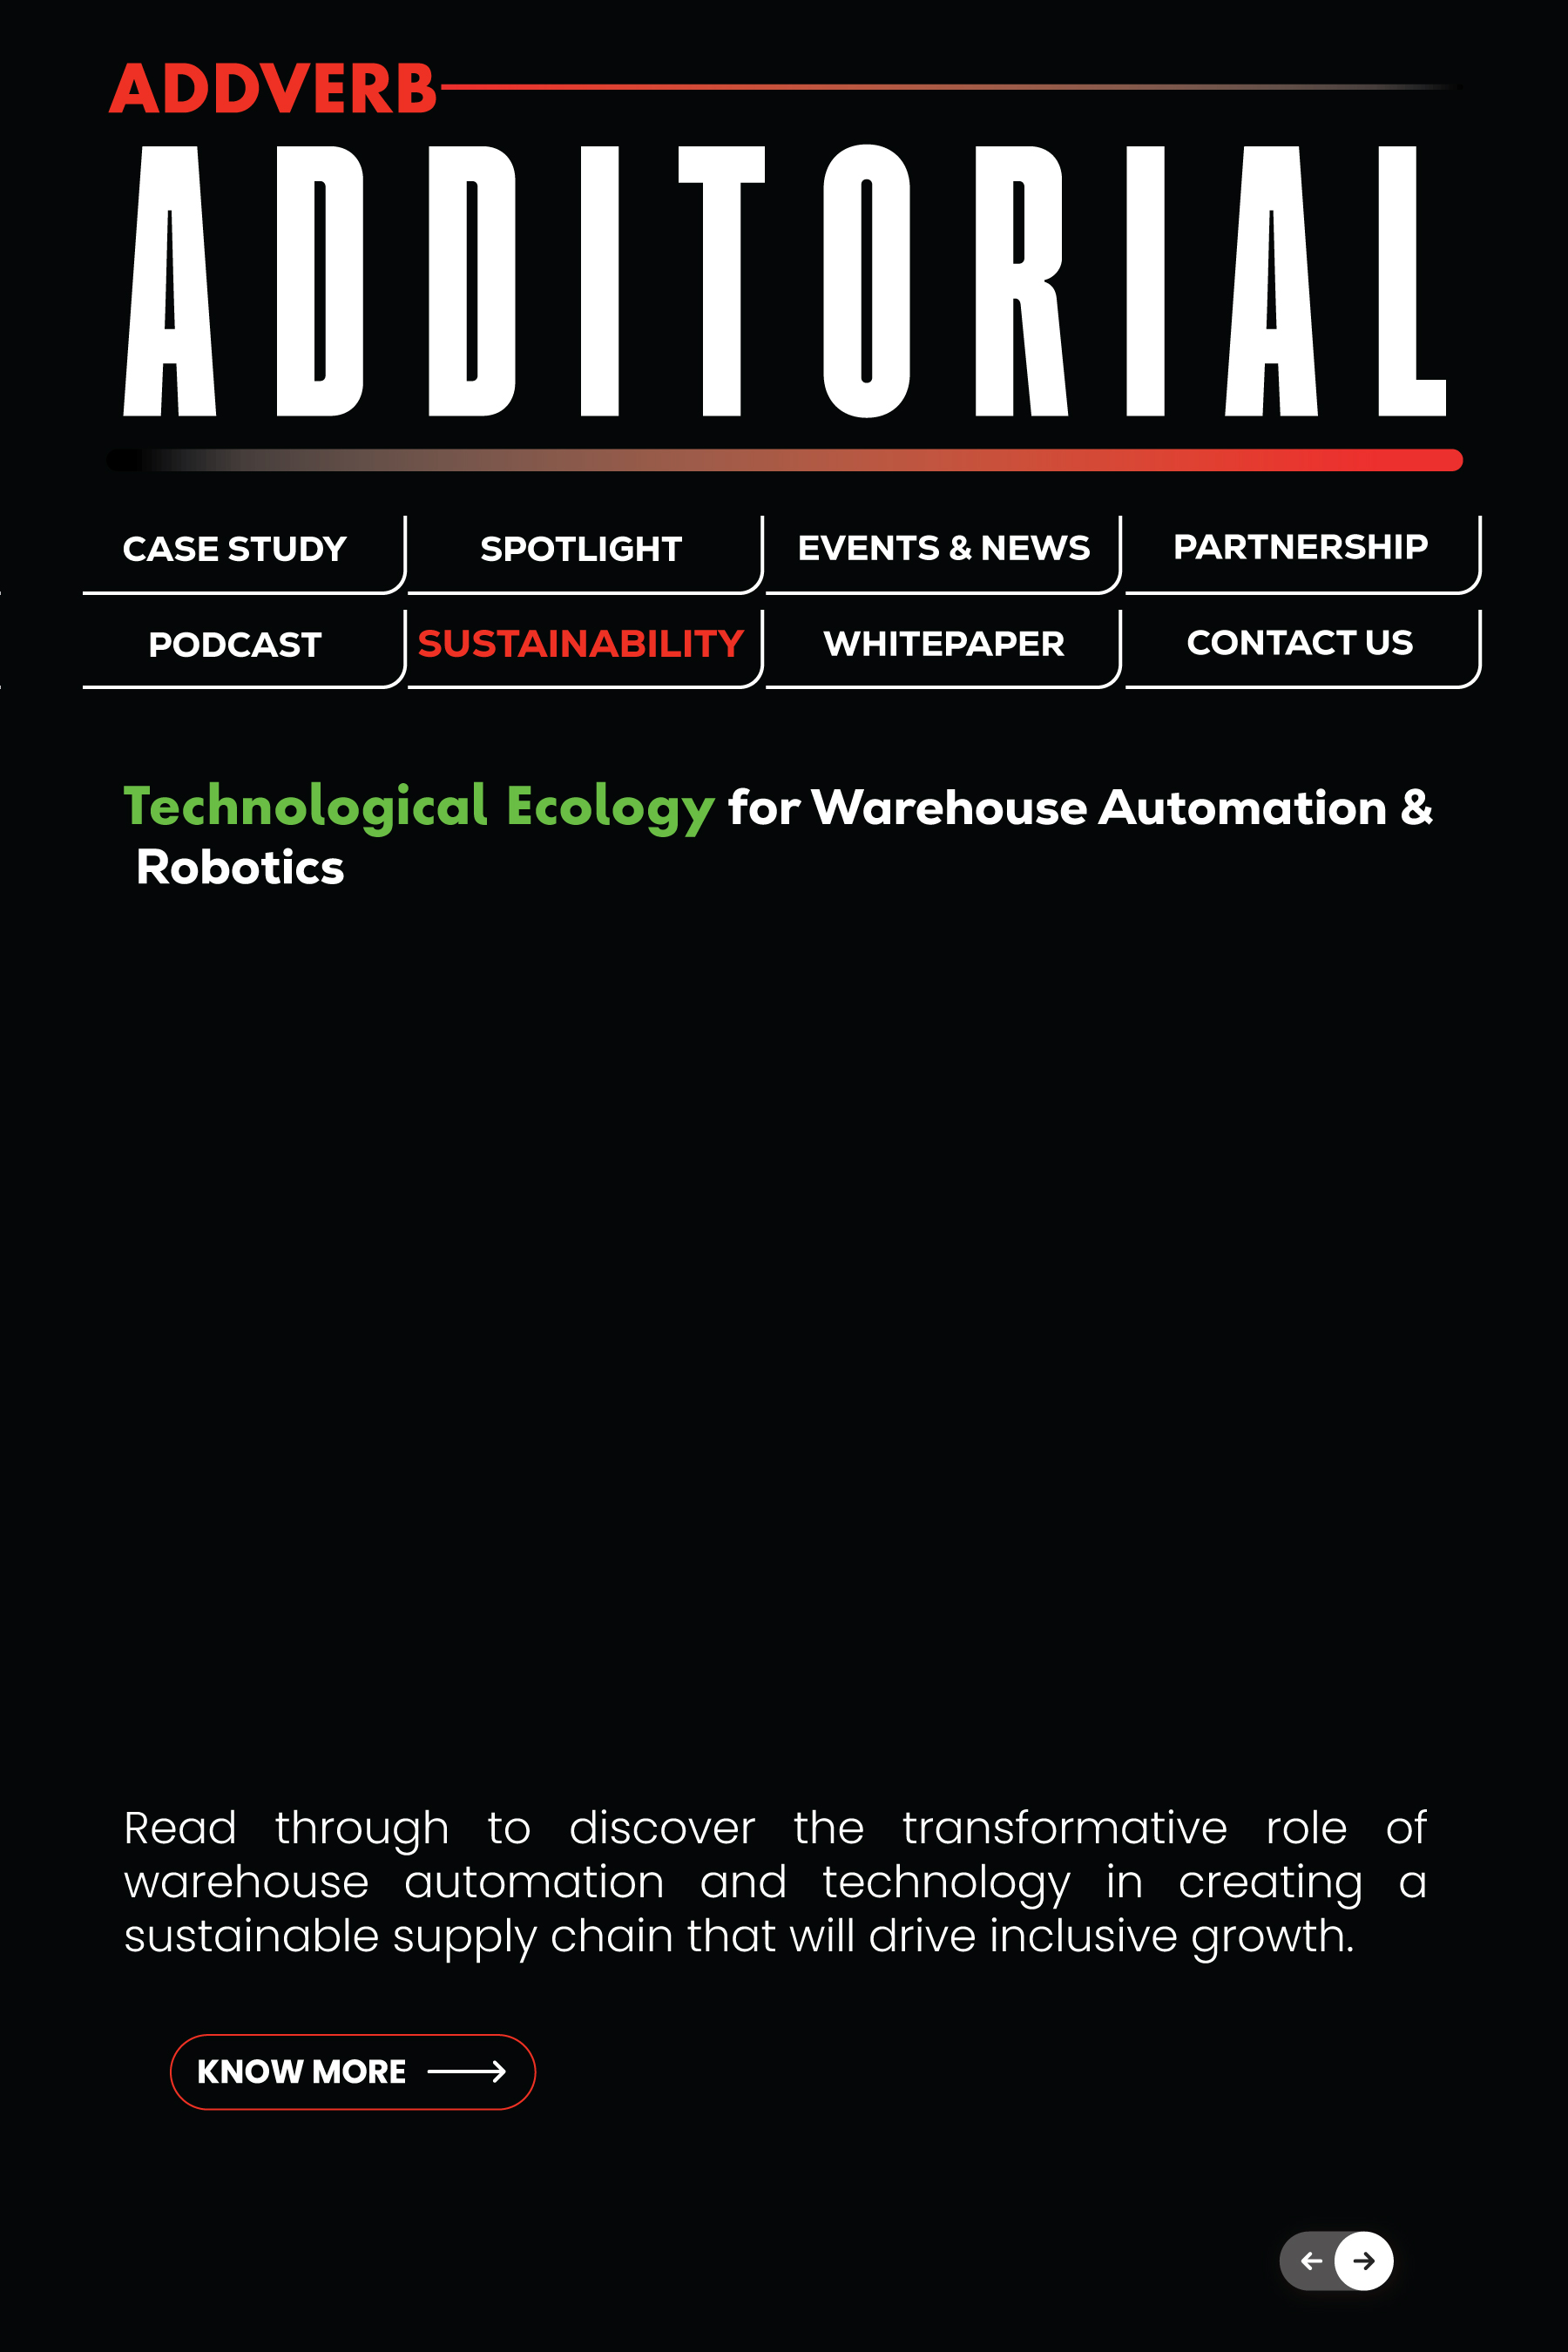 ADDVERB
ADDITORIAL
CASE STUDY
SPOTLIGHT
EVENTS & NEWS
PARTNERSHIP
PODCAST
SUSTAINABILITY
WHITEPAPER
CONTACT US
Technological Ecology for Warehouse Automation &
Robotics
Read through to discover the transformative role of
warehouse automation and technology in creating a
sustainable supply chain that will drive inclusive growth.
KNOW MORE